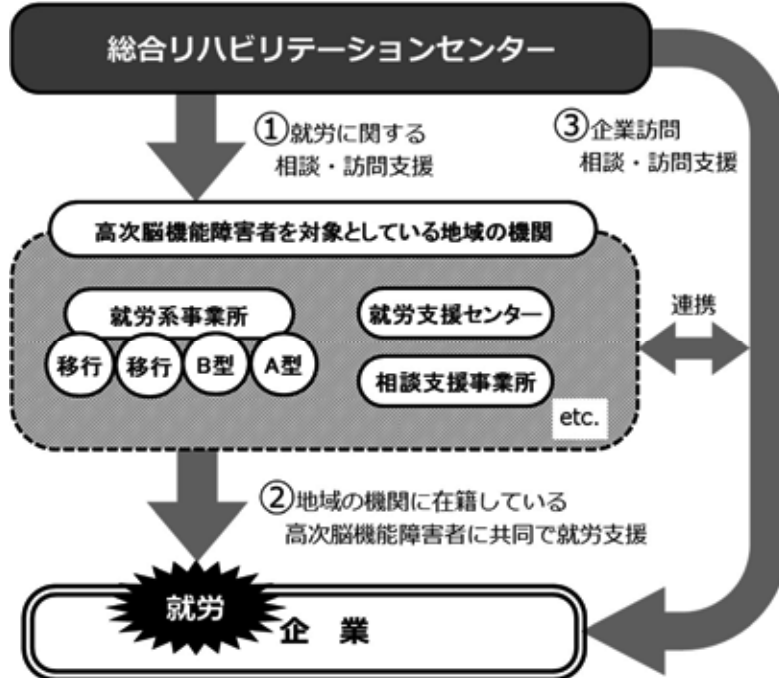 総合リハビリテーションセンター
①就労に関する
相談・訪問支援
③企業訪問
相談・訪問支援
高次脳機能障害者を対象としている地域の機関
就労系事業所
移行
移行
B型
A型
就労支援センター
相談支援事業所
etc.
連携
②地域の機関に在籍している
高次脳機能障害者に共同で就労支援
就労
企 業